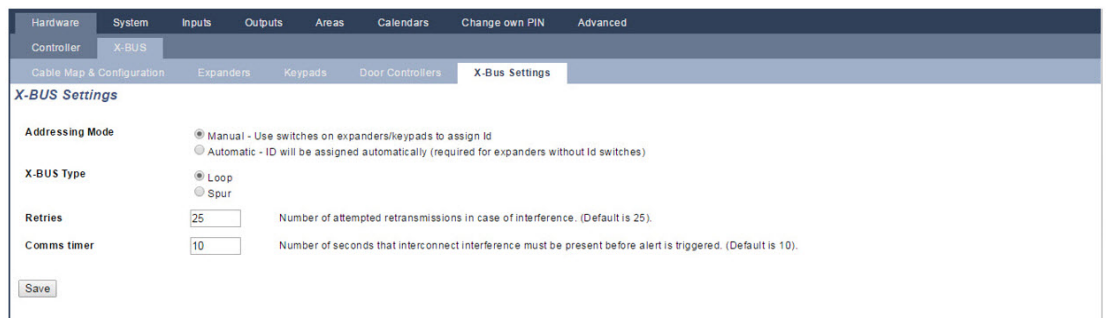 Hardware System Inputs Outputs Areas Calendars Change own PIN Advanced
Controller X-BUS
Cable Map & Configuration Expanders Keypads Door Controllers X-Bus Settings
X-BUS Settings
Addressing Mode Manual - Use switches on expanders/keypads to assign Id
Automatic - ID will be assigned automatically (required for expanders without Id switches)
X-BUS Type Loop
Spur
Retries 25 Number of attempted retransmissions in case of interference. (Default is 25).
Comms timer 10 Number of seconds that interconnect interference must be present before alert is triggered. (Default is 10).
Save